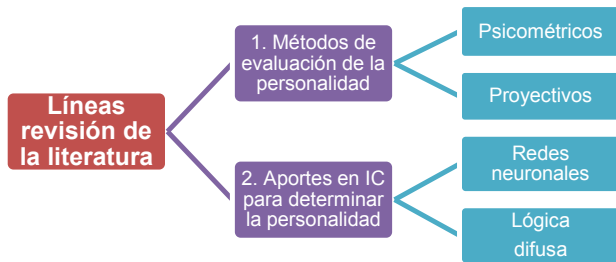 Líneas
revisión de
la literatura
1. Métodos de
evaluación de la
personalidad
Psicométricos
Proyectivos
2. Aportes en IC
para determinar
la personalidad
Redes
neuronales
Lógica
difusa